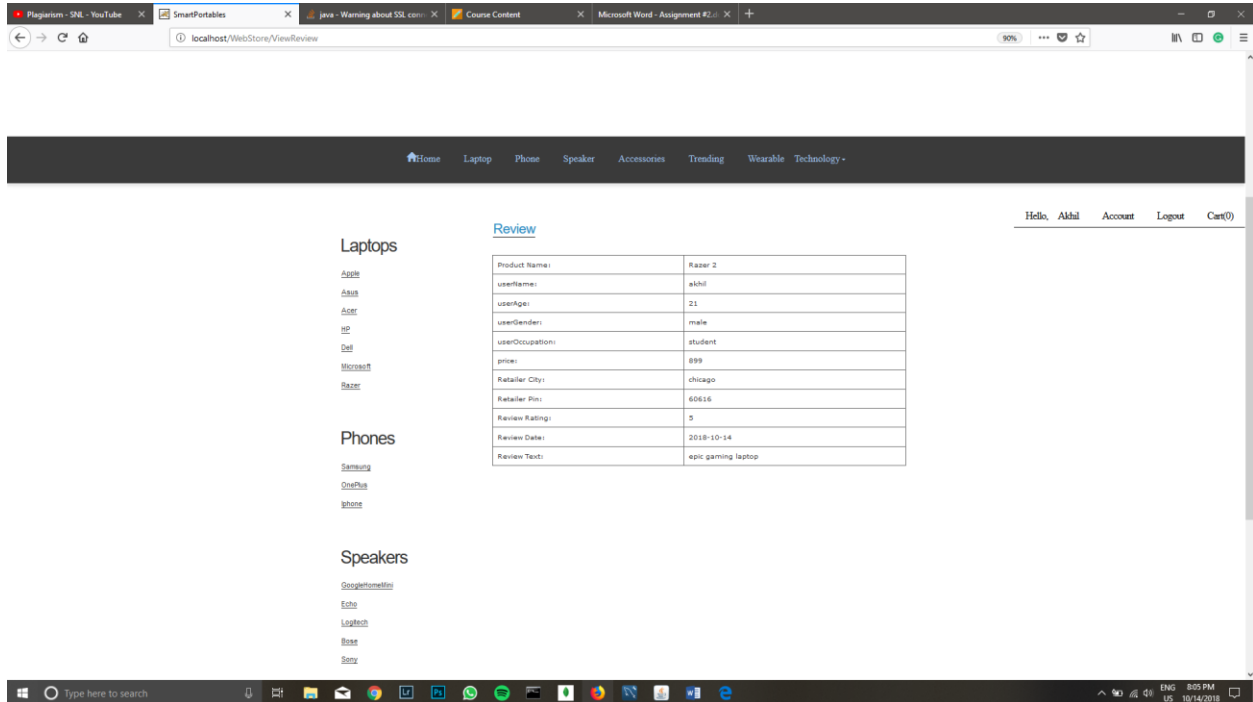 Plagiarism - SNL - YouTube SmartPortables java - Warning about SSL conn Course Content Microsoft Word - Assignment #2.d
localhost/WebStore/ViewReview 90%
Home Laptop Phone Speaker Accessories Trending Wearable Technology
Hello, Akhil Account Logout Cart(0)
Review
Product Name: Razer 2
userName: akhil
userAge: 21
userGender: male
userOccupation: student
price: 899
Retailer City: chicago
Retailer Pin: 60616
Review Rating: 5
Review Date: 2018-10-14
Review Text: epic gaming laptop
Laptops
Apple
Asus
Acer
HP
Dell
Microsoft
Razer
Phones
Samsung
OnePlus
Iphone
Speakers
GoogleHomeMini
Echo
Logitech
Bose
Sony
Type here to search Lr Ps ENG 8:05 PM
US 10/14/2018